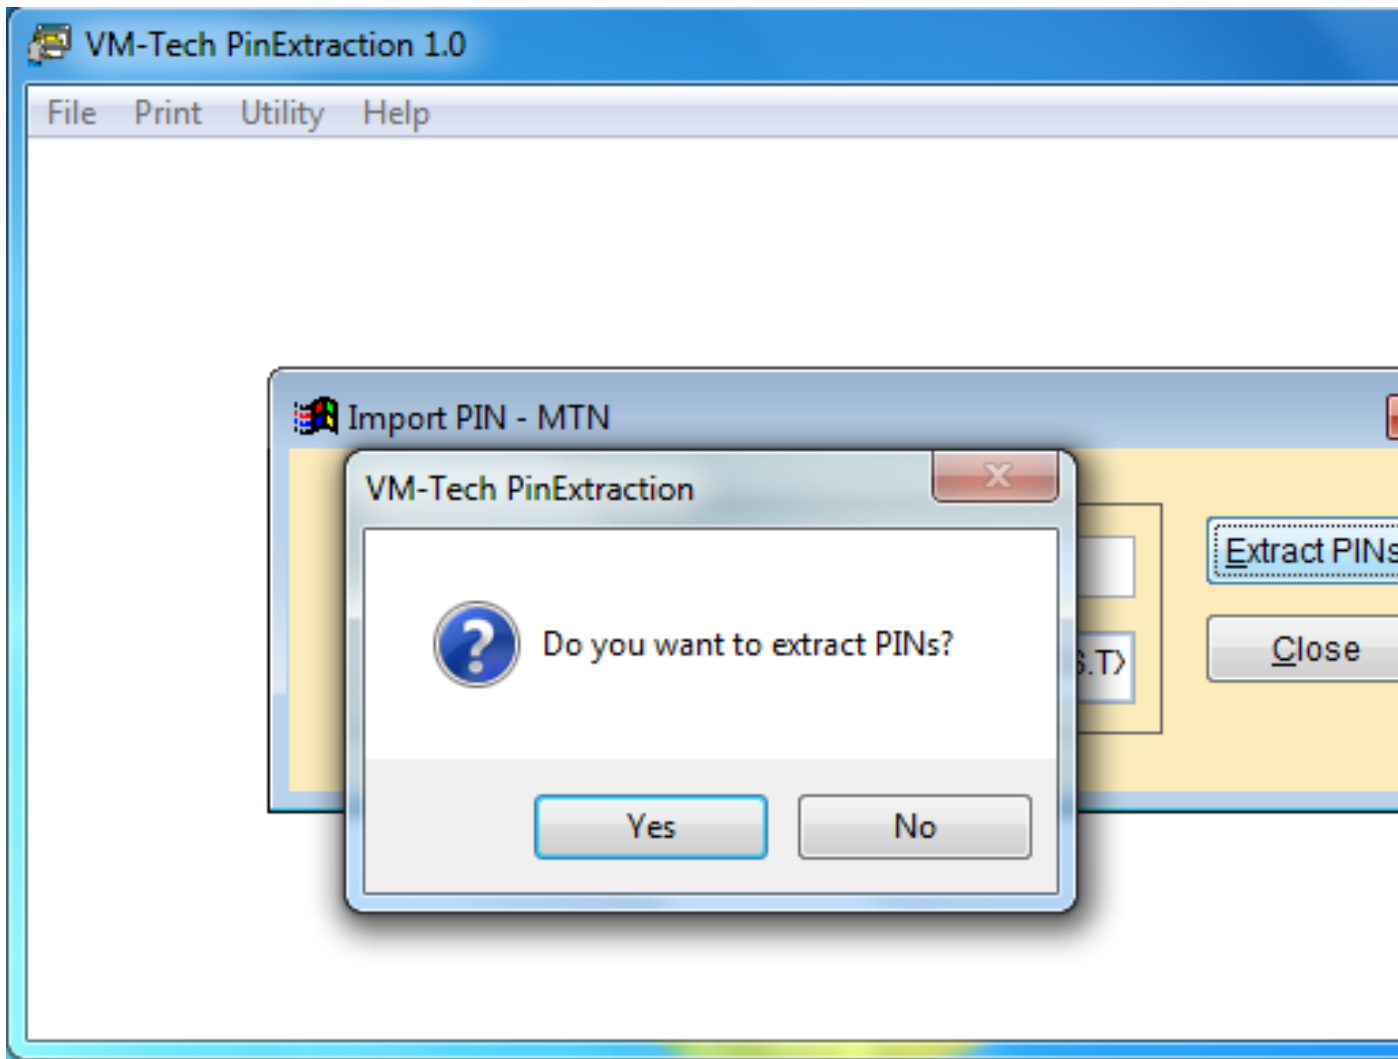 VM-Tech PinExtraction 1.0
File Print Utility Help
Import PIN - MTN
VM-Tech PinExtraction
Extract PINs
Do you want to extract PINs?
Close
Yes No